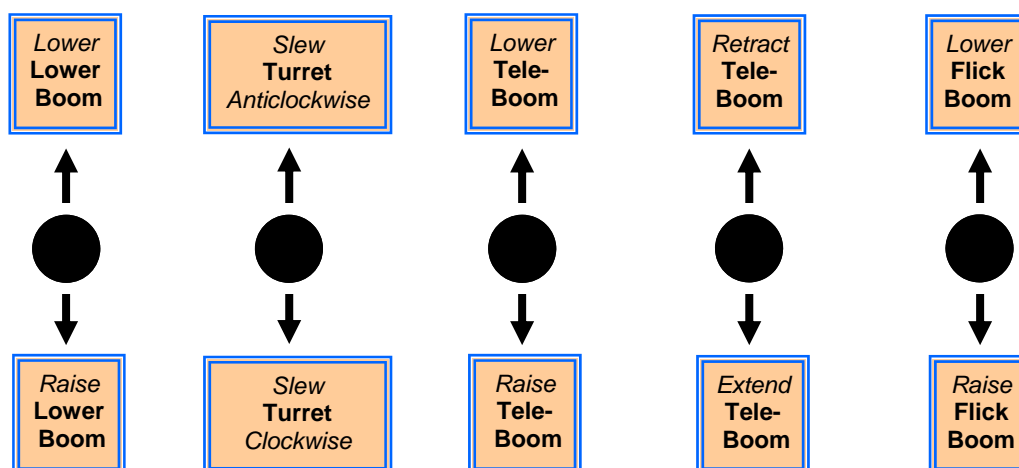 Lower
Lower
Boom
Slew
Turret
Anticlockwise
Lower
Tele-
Boom
Retract
Tele-
Boom
Lower
Flick
Boom
Raise
Lower
Boom
Slew
Turret
Clockwise
Raise
Tele-
Boom
Extend
Tele-
Boom
Raise
Flick
Boom